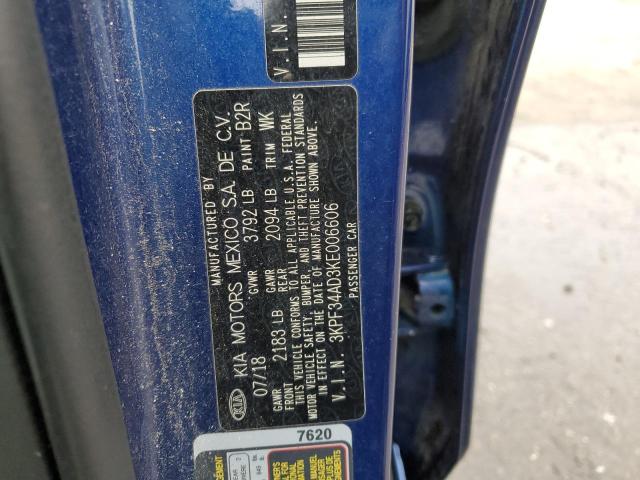 V.I.N.
MANUFACTURED BY
KIA KIA MOTORS MEXICO S.A. DE C.V.
07/18 GVWR 3792 LB PAINT B2R
GAWR FRONT 2183 LB GAWR REAR 2094 LB TRIM WK
THIS VEHICLE CONFORMS TO ALL APPLICABLE U.S.A. FEDERAL
MOTOR VEHICLE SAFETY, BUMPER, AND THEFT PREVENTION STANDARDS
IN EFFECT ON THE DATE OF MANUFACTURE SHOWN ABOVE.
V.I.N. 3KPF34AD3KE006606
PASSENGER CAR
7620